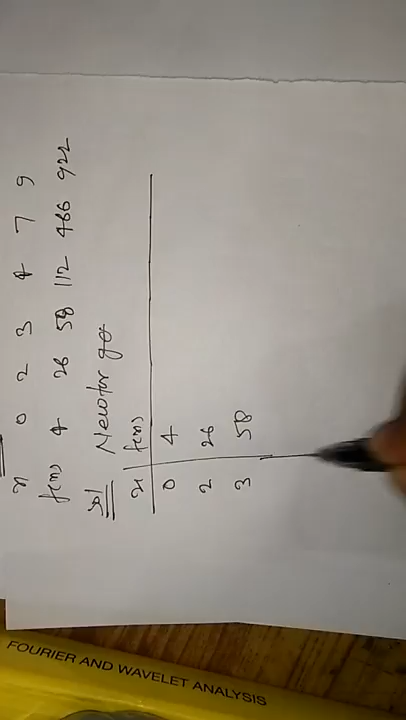 x 0 2 3 4 7 9
f(x) 4 26 58 112 466 922
Sol Newton
x f(x)
0 4
2 26
3 58
FOURIER AND WAVELET ANALYSIS